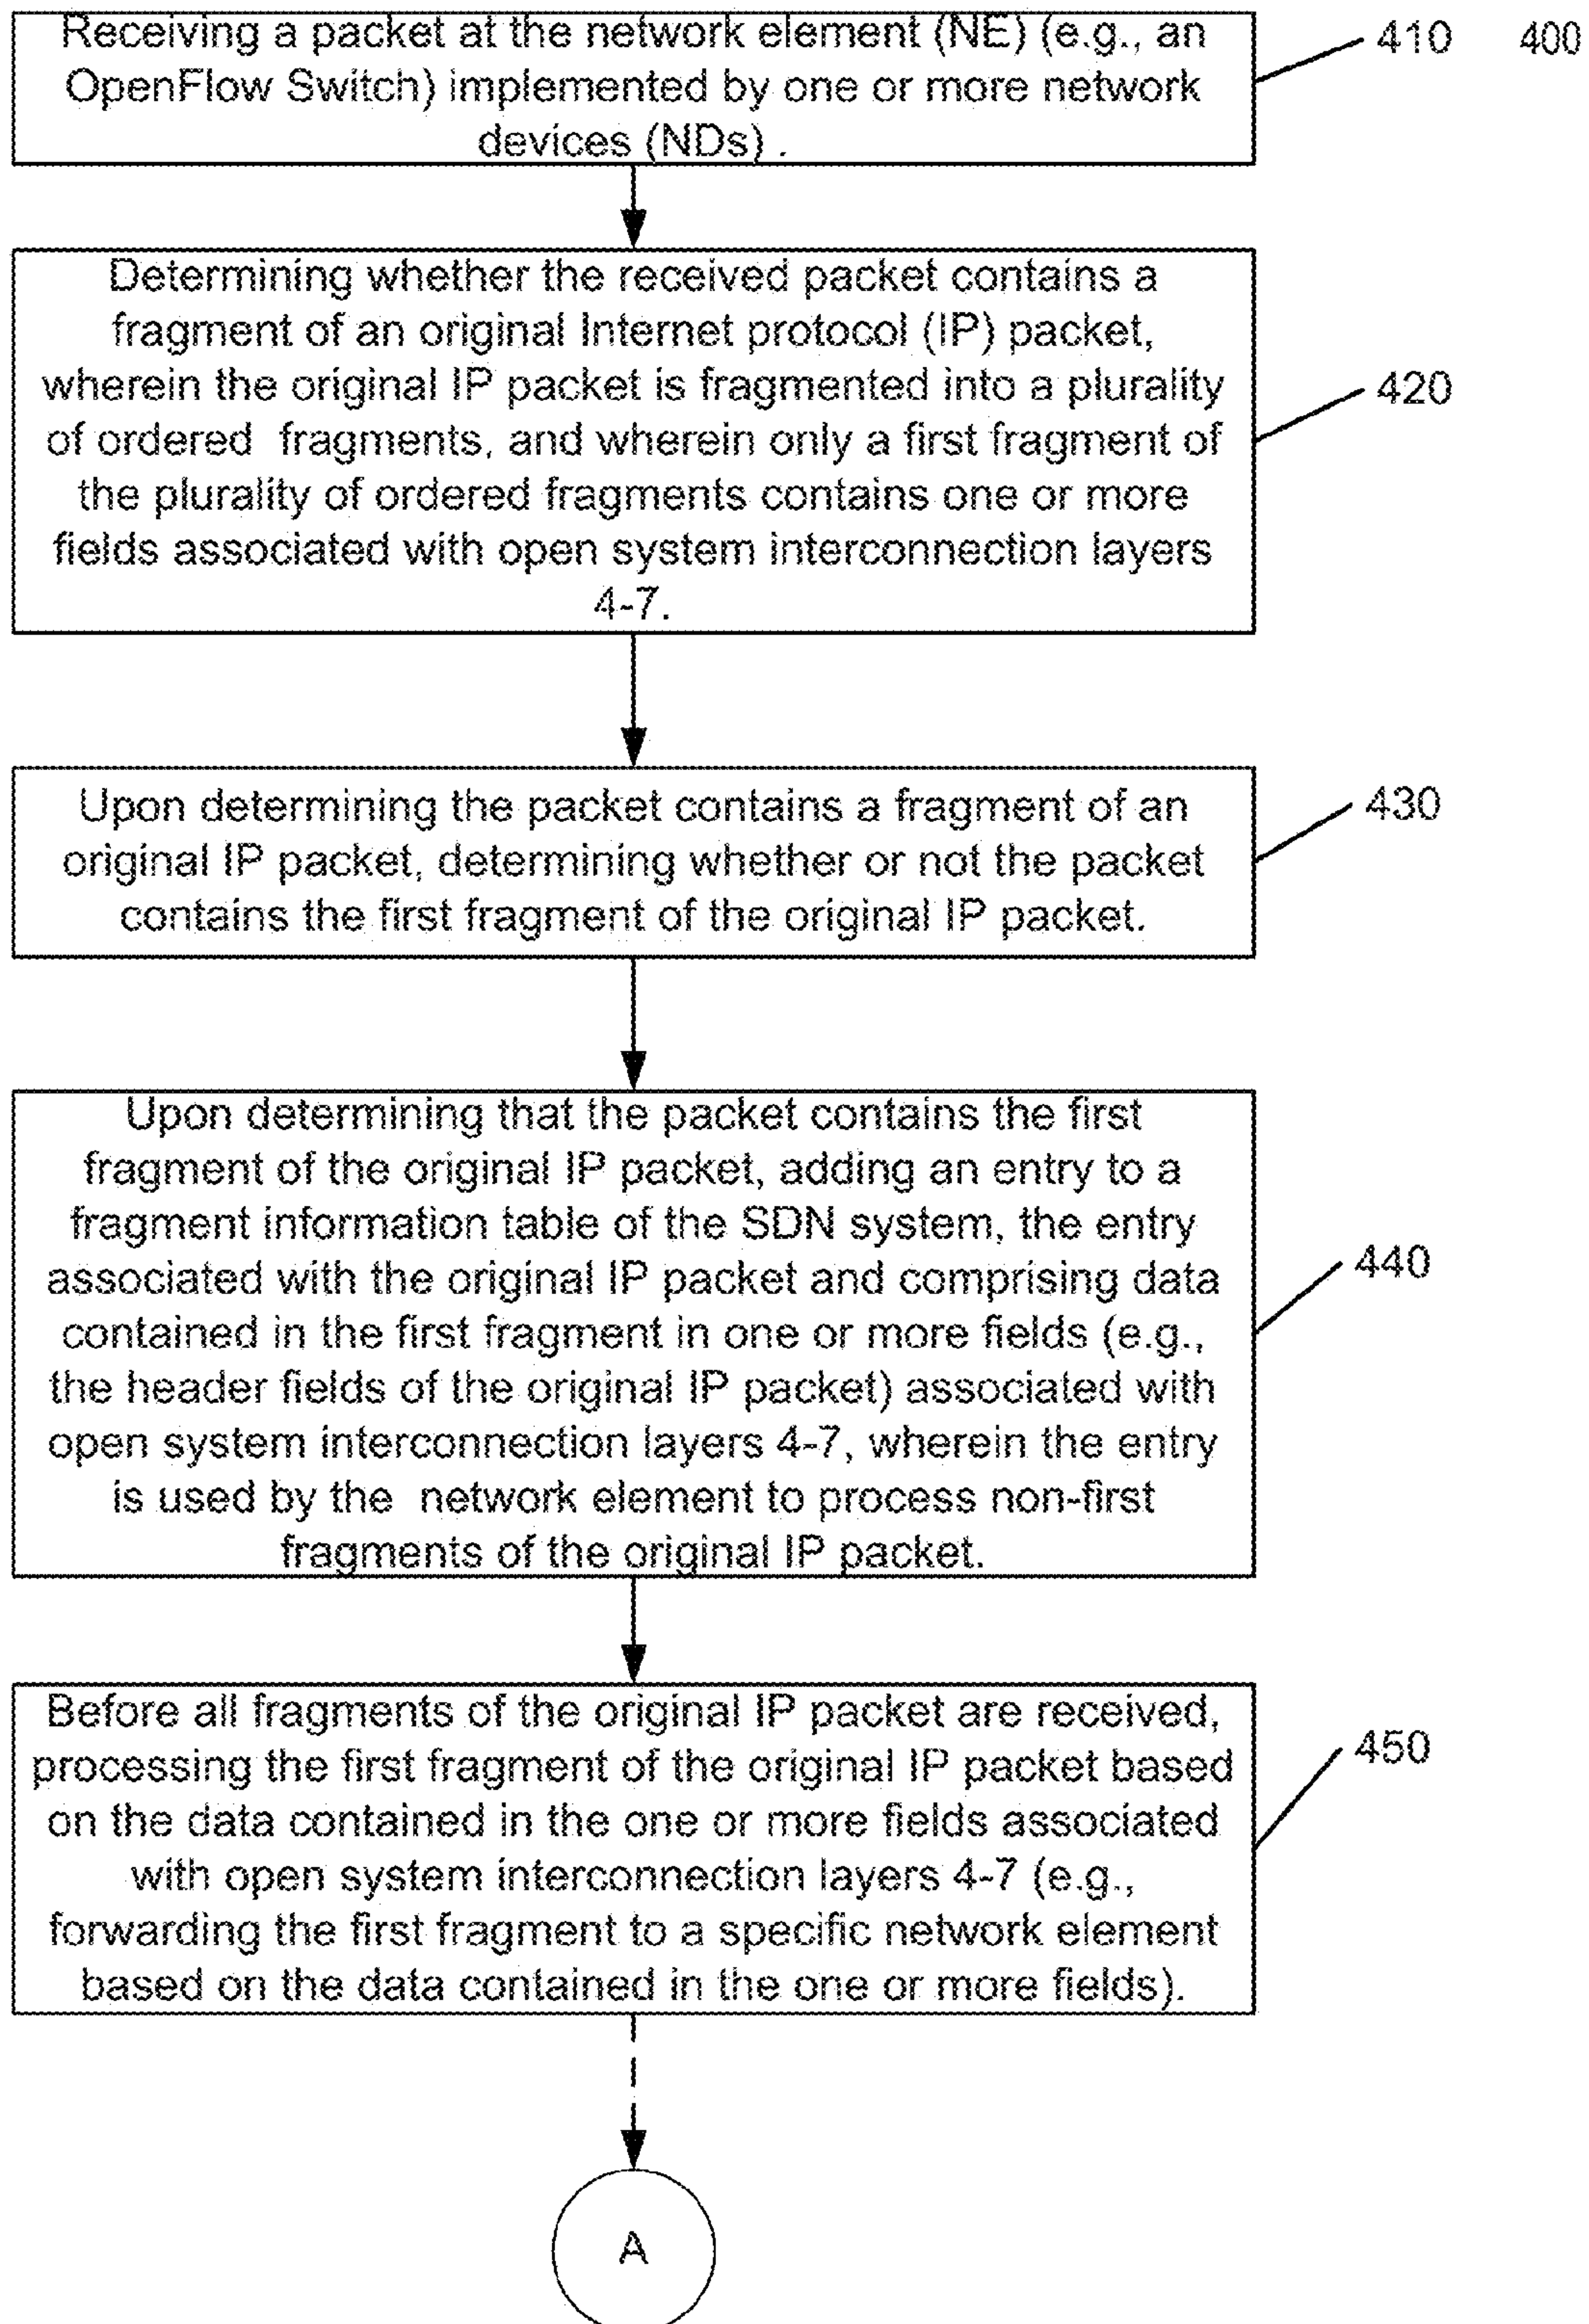 Receiving a packet at the network element (NE) (e.g., an
OpenFlow Switch) implemented by one or more network
devices (NDs) .
410
400
Determining whether the received packet contains a
fragment of an original Internet protocol (IP) packet,
wherein the original IP packet is fragmented into a plurality
of ordered fragments, and wherein only a first fragment of
the plurality of ordered fragments contains one or more
fields associated with open system interconnection layers
4-7.
420
Upon determining the packet contains a fragment of an
original IP packet, determining whether or not the packet
contains the first fragment of the original IP packet.
430
Upon determining that the packet contains the first
fragment of the original IP packet, adding an entry to a
fragment information table of the SDN system, the entry
associated with the original IP packet and comprising data
contained in the first fragment in one or more fields (e.g.,
the header fields of the original IP packet) associated with
open system interconnection layers 4-7, wherein the entry
is used by the network element to process non-first
fragments of the original IP packet.
440
Before all fragments of the original IP packet are received,
processing the first fragment of the original IP packet based
on the data contained in the one or more fields associated
with open system interconnection layers 4-7 (e.g.,
forwarding the first fragment to a specific network element
based on the data contained in the one or more fields).
450
A